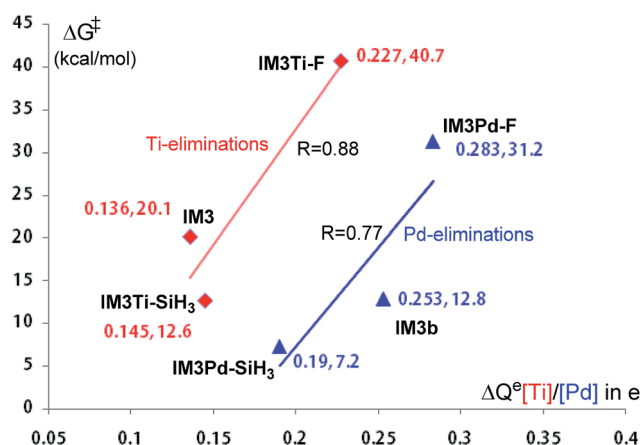 45
ΔG‡
(kcal/mol)
40
35
30
25
20
15
10
5
0
IM3Ti-F
0.227,40.7
IM3Pd-F
0.283,31.2
Ti-eliminations
R=0.88
0.136,20.1
IM3
R=0.77
Pd-eliminations
IM3Ti-SiH₃
0.145,12.6
0.253,12.8
IM3b
IM3Pd-SiH₃
0.19,7.2
ΔQᵉ[Ti]/[Pd] in e
0.05
0.1
0.15
0.2
0.25
0.3
0.35
0.4